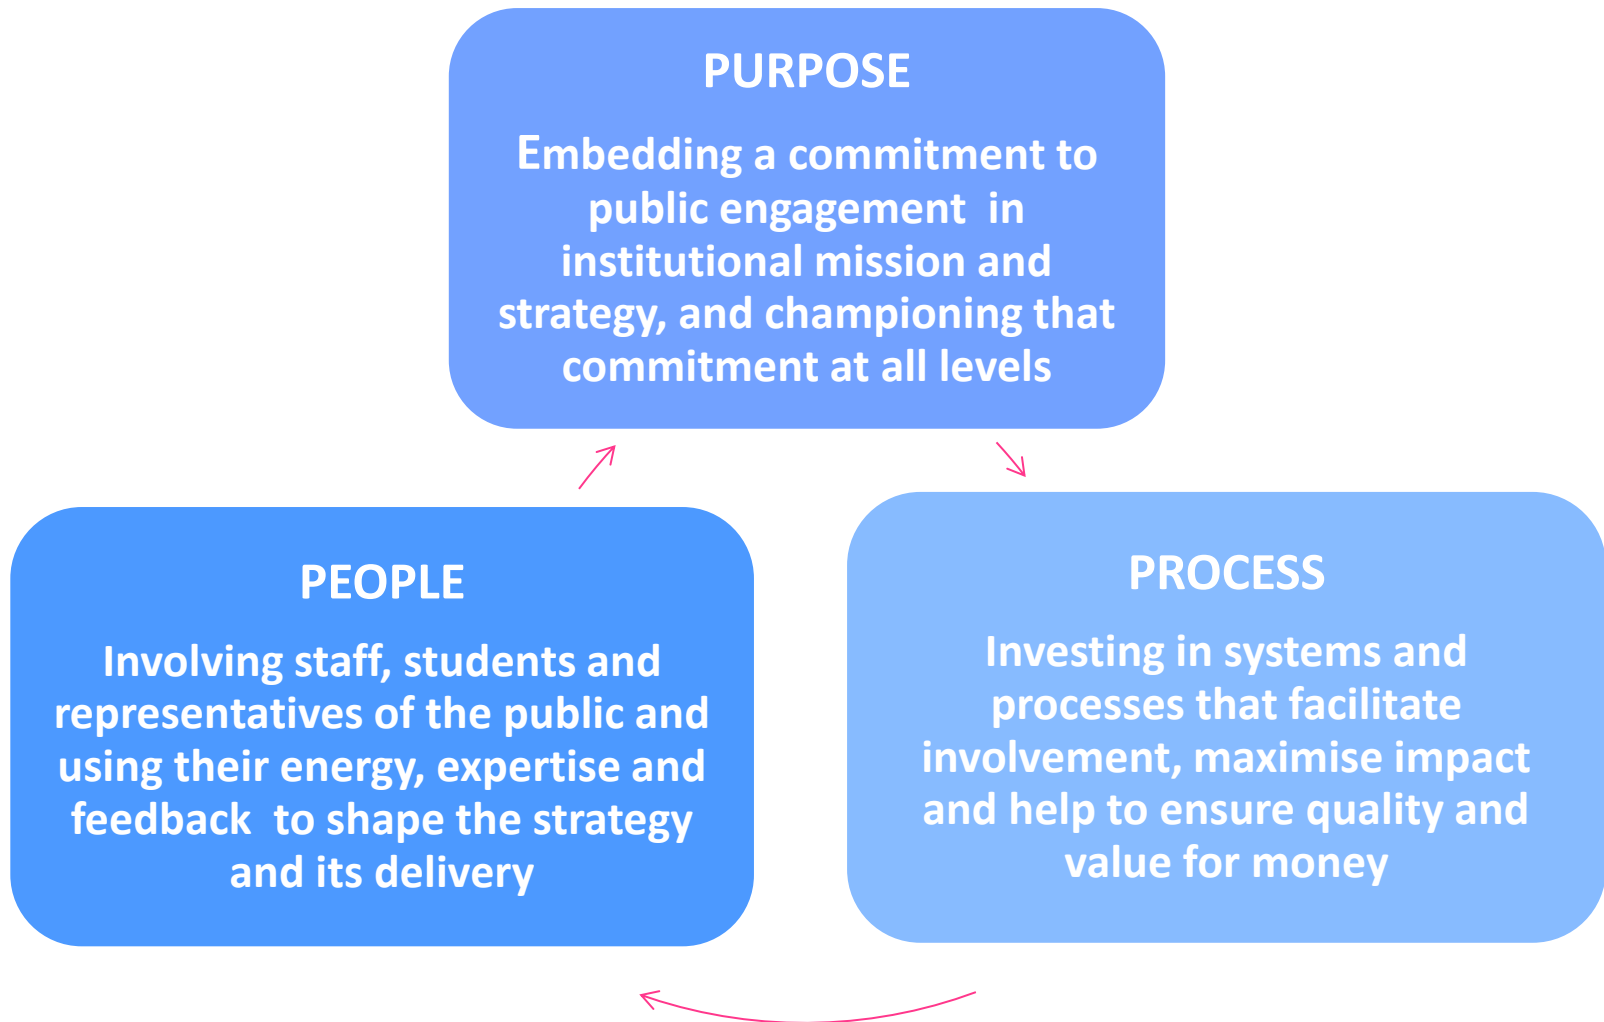 PURPOSE
Embedding a commitment to
public engagement  in
institutional mission and
strategy, and championing that
commitment at all levels
PEOPLE
Involving staff, students and
representatives of the public and
using their energy, expertise and
feedback  to shape the strategy
and its delivery
PROCESS
Investing in systems and
processes that facilitate
involvement, maximise impact
and help to ensure quality and
value for money